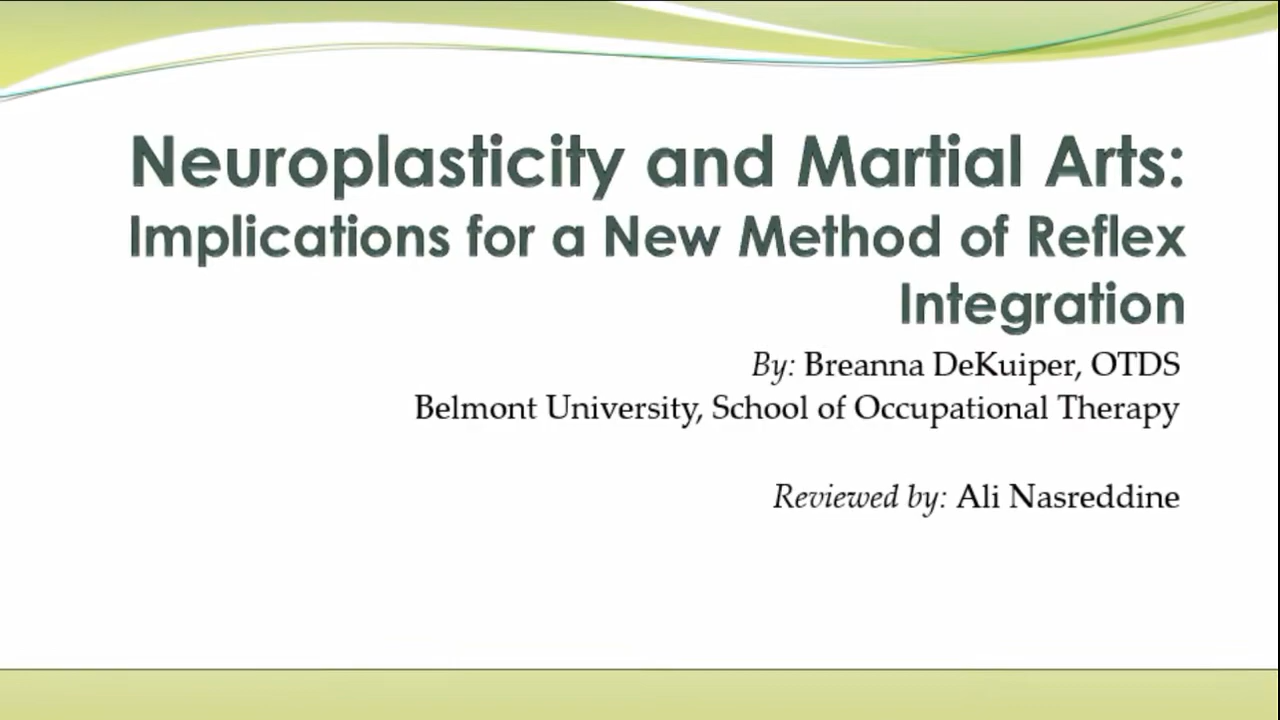 Neuroplasticity and Martial Arts:
Implications for a New Method of Reflex
Integration
By: Breanna DeKuiper, OTDS
Belmont University, School of Occupational Therapy
Reviewed by: Ali Nasreddine